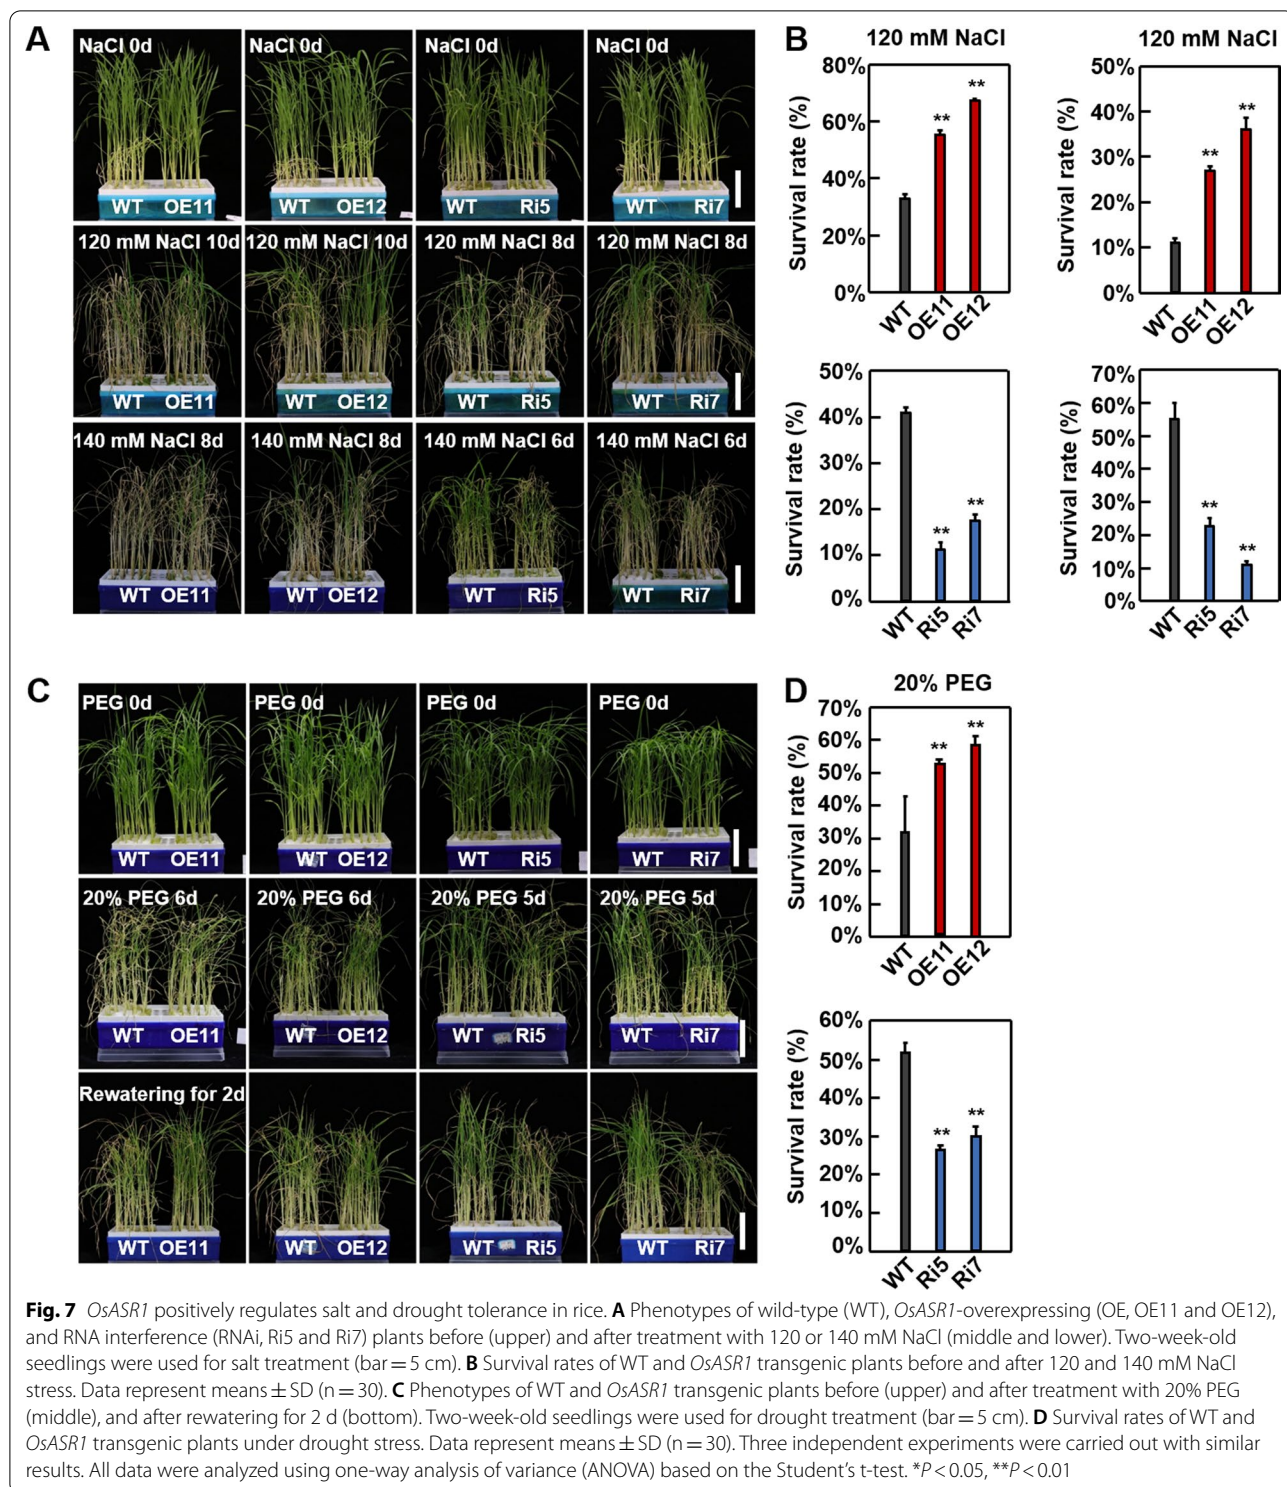 A
NaCl 0d
NaCl 0d
NaCl 0d
NaCl 0d
WT OE11
WT OE12
WT Ri5
WT Ri7
120 mM NaCl 10d
120 mM NaCl 10d
120 mM NaCl 8d
120 mM NaCl 8d
WT OE11
WT OE12
WT Ri5
WT Ri7
140 mM NaCl 8d
140 mM NaCl 8d
140 mM NaCl 6d
140 mM NaCl 6d
WT OE11
WT OE12
WT Ri5
WT Ri7
B
120 mM NaCl
Survival rate (%)
80%
60%
40%
20%
0%
**
**
WT
OE11
OE12
120 mM NaCl
Survival rate (%)
50%
40%
30%
20%
10%
0%
**
**
WT
OE11
OE12
Survival rate (%)
50%
40%
30%
20%
10%
0%
**
**
WT
Ri5
Ri7
Survival rate (%)
70%
60%
50%
40%
30%
20%
10%
0%
**
**
WT
Ri5
Ri7
C
PEG 0d
PEG 0d
PEG 0d
PEG 0d
WT OE11
WT OE12
WT Ri5
WT Ri7
20% PEG 6d
20% PEG 6d
20% PEG 5d
20% PEG 5d
WT OE11
WT OE12
WT Ri5
WT Ri7
Rewatering for 2d
WT OE11
WT OE12
WT Ri5
WT Ri7
D
20% PEG
Survival rate (%)
70%
60%
50%
40%
30%
20%
10%
0%
**
**
WT
OE11
OE12
Survival rate (%)
60%
50%
40%
30%
20%
10%
0%
**
**
WT
Ri5
Ri7
Fig. 7 OsASR1 positively regulates salt and drought tolerance in rice. A Phenotypes of wild-type (WT), OsASR1-overexpressing (OE, OE11 and OE12),
and RNA interference (RNAi, Ri5 and Ri7) plants before (upper) and after treatment with 120 or 140 mM NaCl (middle and lower). Two-week-old
seedlings were used for salt treatment (bar = 5 cm). B Survival rates of WT and OsASR1 transgenic plants before and after 120 and 140 mM NaCl
stress. Data represent means ± SD (n = 30). C Phenotypes of WT and OsASR1 transgenic plants before (upper) and after treatment with 20% PEG
(middle), and after rewatering for 2 d (bottom). Two-week-old seedlings were used for drought treatment (bar = 5 cm). D Survival rates of WT and
OsASR1 transgenic plants under drought stress. Data represent means ± SD (n = 30). Three independent experiments were carried out with similar
results. All data were analyzed using one-way analysis of variance (ANOVA) based on the Student's t-test. *P < 0.05, **P < 0.01